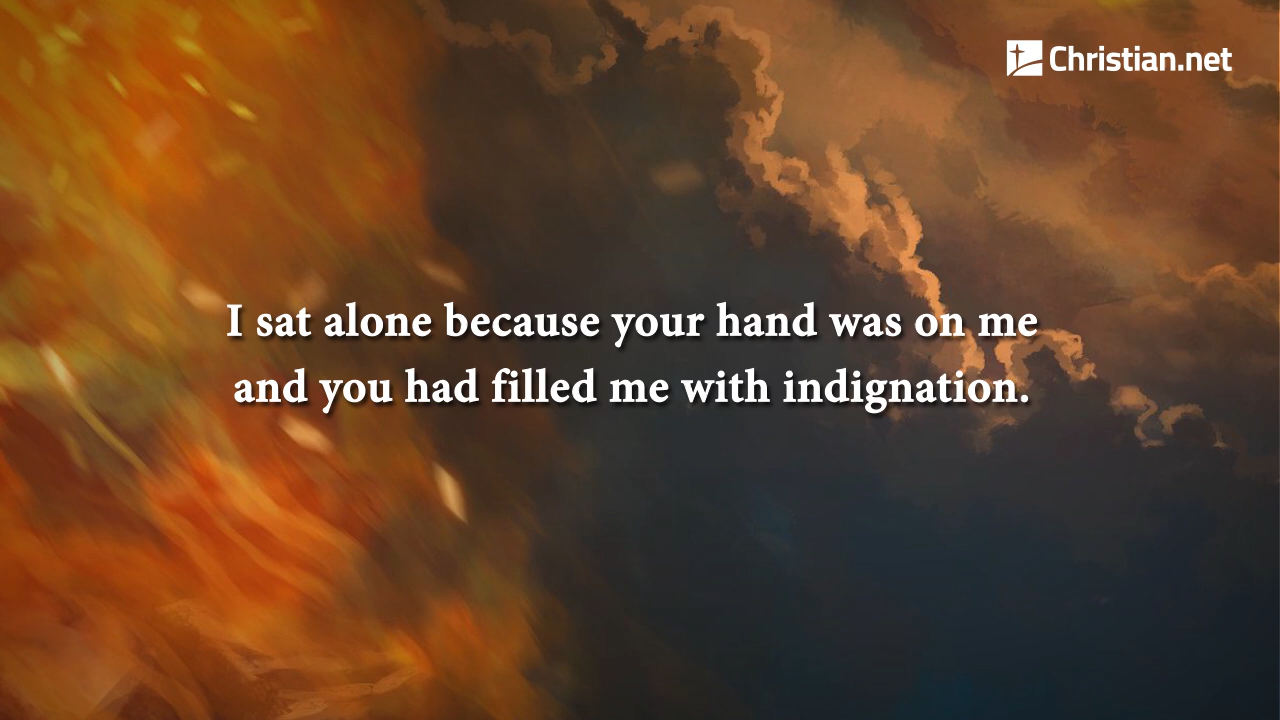 Christian.net
I sat alone because your hand was on me
and you had filled me with indignation.